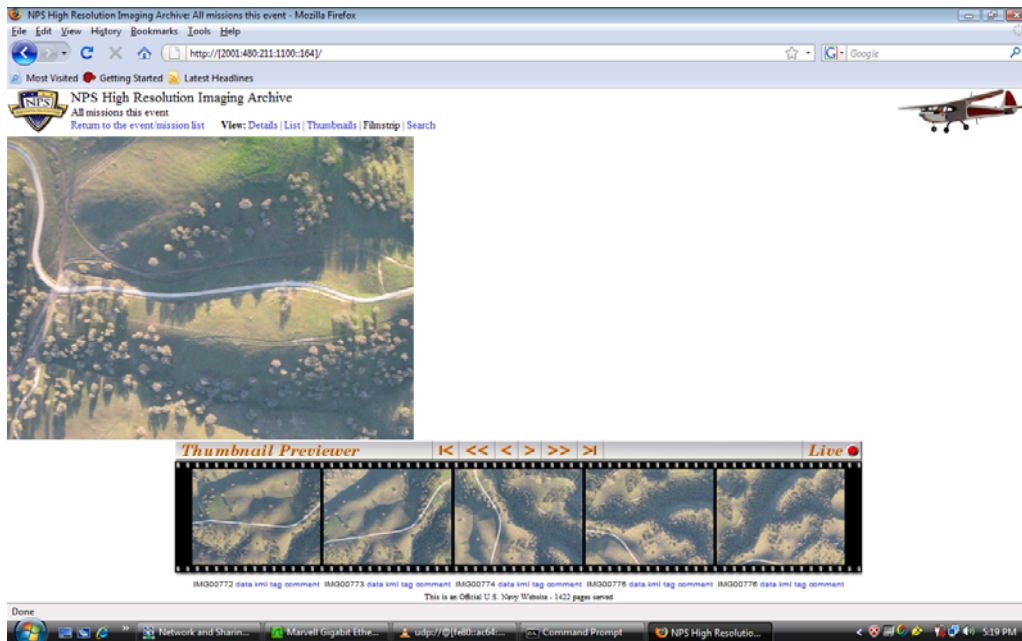 NPS High Resolution Imaging Archive: All missions this event - Mozilla Firefox
File Edit View History Bookmarks Tools Help
http://[2001:480:211:1100::164]/
G Google
Most Visited Getting Started Latest Headlines
NPS
NPS High Resolution Imaging Archive
All missions this event
Return to the event/mission list View: Details | List | Thumbnails | Filmstrip | Search
Thumbnail Previewer |< << < > >> >| Live
IMG00772 data kml tag comment IMG00773 data kml tag comment IMG00774 data kml tag comment IMG00775 data kml tag comment IMG00776 data kml tag comment
This is an Official U.S. Navy Website - 1422 pages served
Done
Network and Sharin... Marvell Gigabit Ethe... udp://@[fe80::ac64:... Command Prompt NPS High Resolutio... 5:19 PM